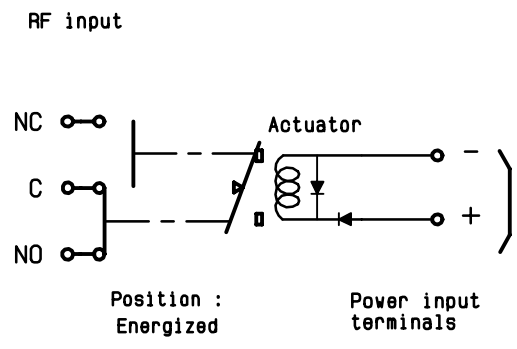 RF input
NC
Actuator
-
C
+
NO
Position :
Energized
Power input
terminals